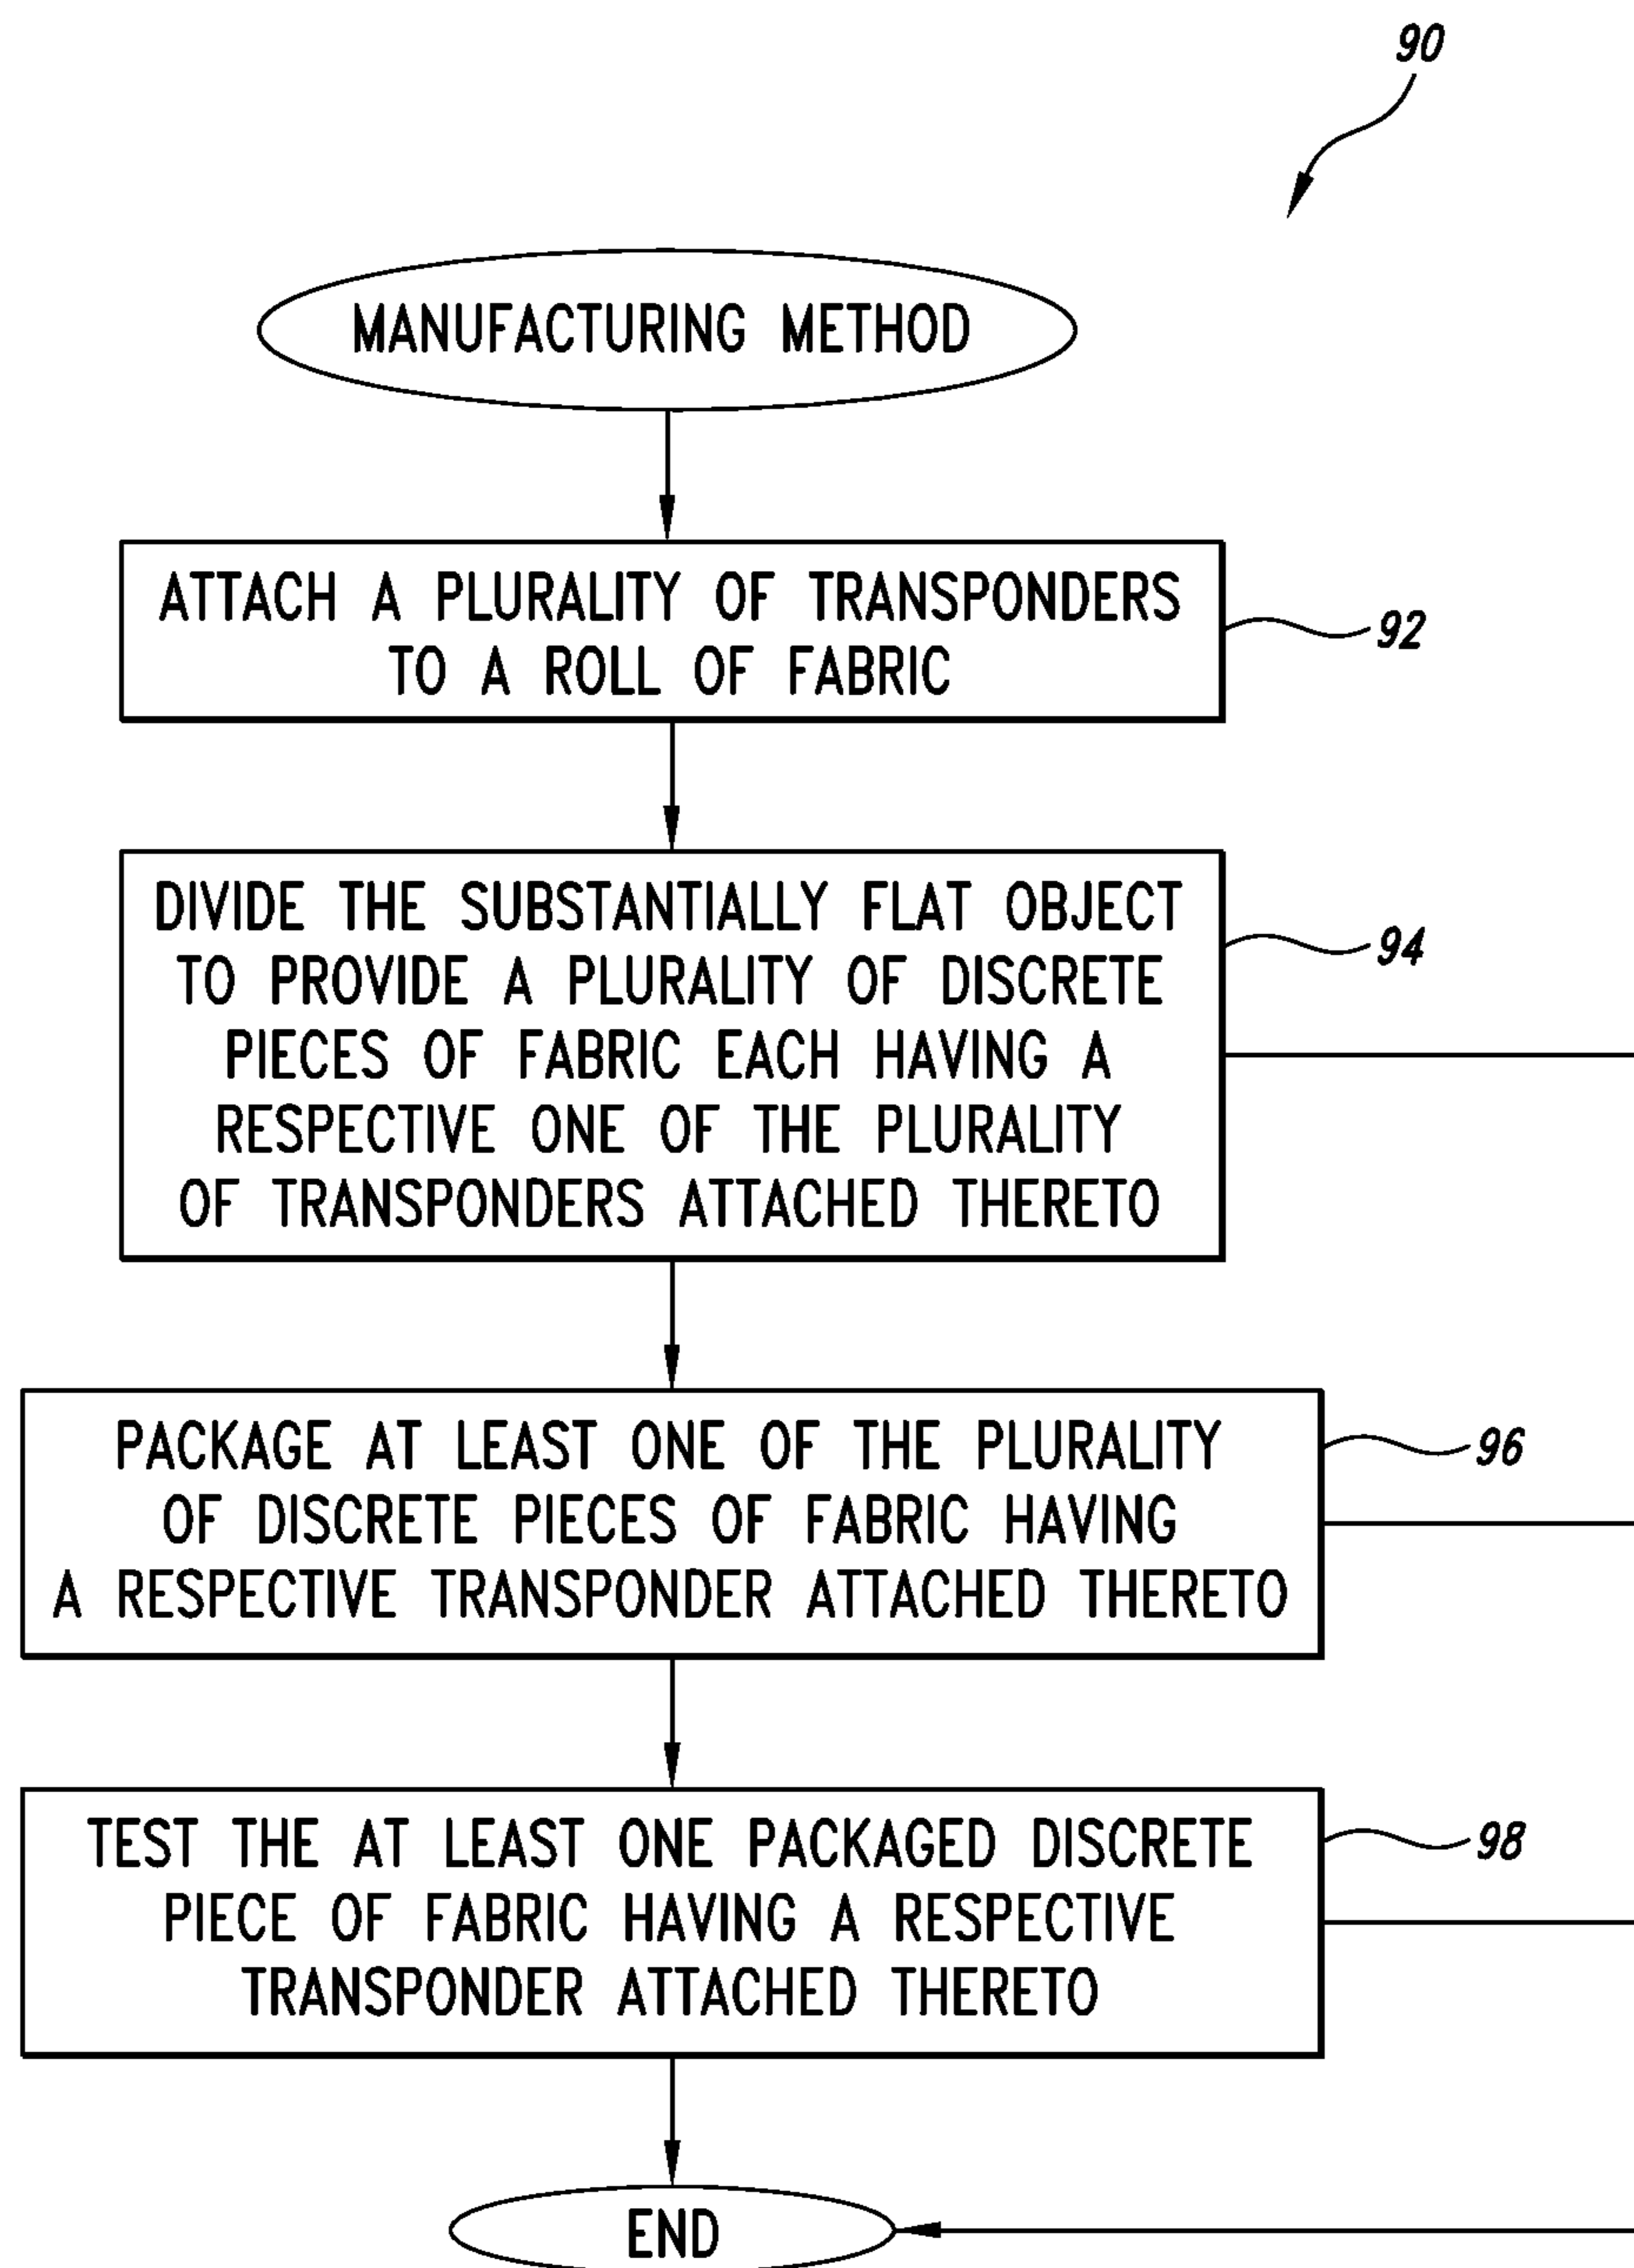 90
MANUFACTURING METHOD
ATTACH A PLURALITY OF TRANSPONDERS
TO A ROLL OF FABRIC
92
DIVIDE THE SUBSTANTIALLY FLAT OBJECT
TO PROVIDE A PLURALITY OF DISCRETE
PIECES OF FABRIC EACH HAVING A
RESPECTIVE ONE OF THE PLURALITY
OF TRANSPONDERS ATTACHED THERETO
94
PACKAGE AT LEAST ONE OF THE PLURALITY
OF DISCRETE PIECES OF FABRIC HAVING
A RESPECTIVE TRANSPONDER ATTACHED THERETO
96
TEST THE AT LEAST ONE PACKAGED DISCRETE
PIECE OF FABRIC HAVING A RESPECTIVE
TRANSPONDER ATTACHED THERETO
98
END